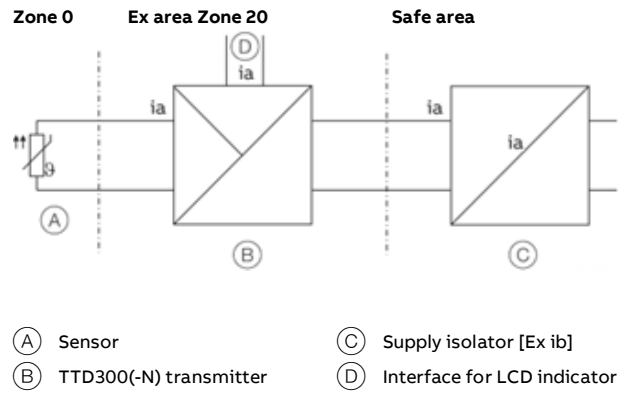 Zone 0 Ex area Zone 20 Safe area
D
ia
ia
ia
ia
ϑ
A
B
C
A Sensor
C Supply isolator [Ex ib]
B TTD300(-N) transmitter
D Interface for LCD indicator